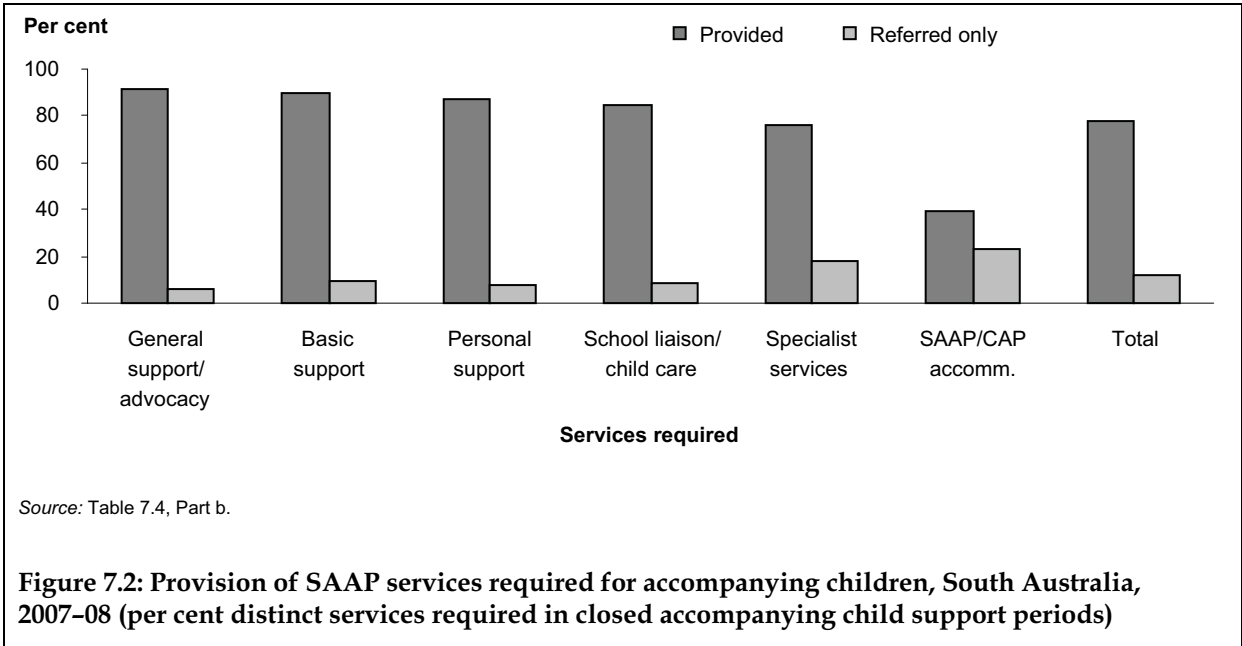 Per cent
Provided
Referred only
100
80
60
40
20
0
General
support/
advocacy
Basic
support
Personal
support
School liaison/
child care
Specialist
services
SAAP/CAP
accomm.
Total
Services required
Source: Table 7.4, Part b.
Figure 7.2: Provision of SAAP services required for accompanying children, South Australia,
2007–08 (per cent distinct services required in closed accompanying child support periods)